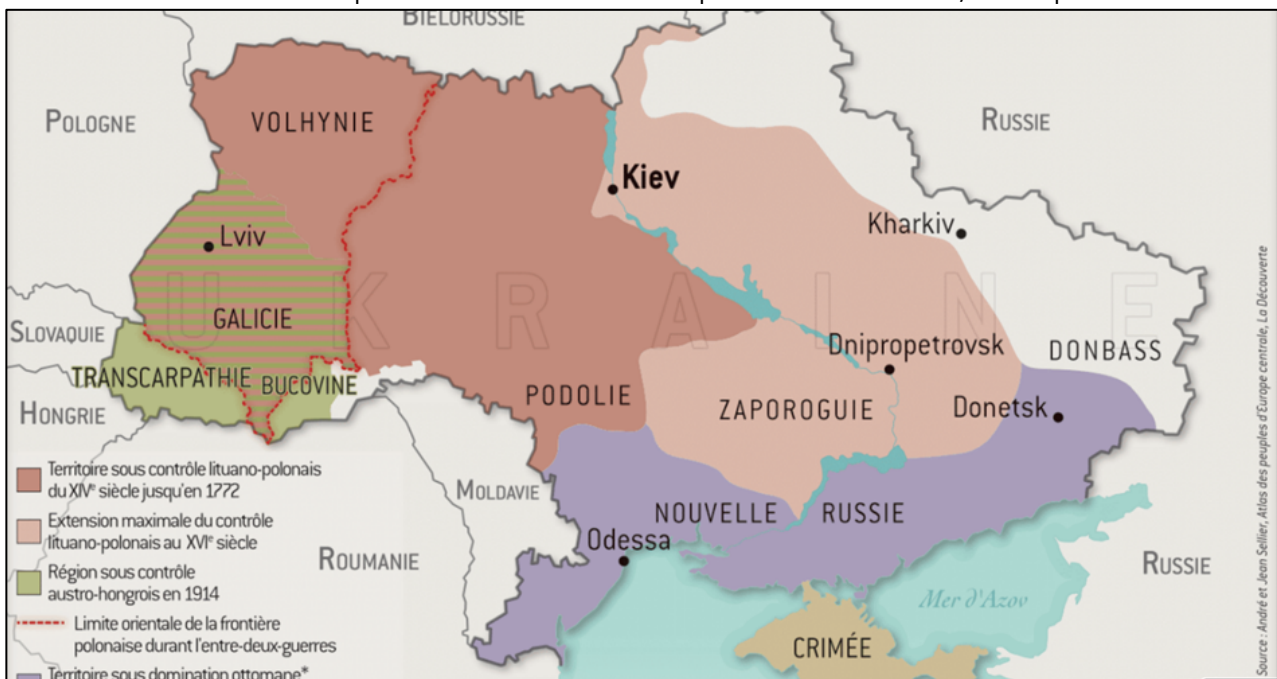 BIÉLORUSSIE
POLOGNE
VOLHYNIE
RUSSIE
Kiev
Lviv
Kharkiv
UKRAINE
GALICIE
SLOVAQUIE
Dnipropetrovsk
DONBASS
TRANSCARPATHIE
BUCOVINE
HONGRIE
PODOLIE
ZAPOROGUIE
Donetsk
Territoire sous contrôle lituano-polonais
du XIVe siècle jusqu'en 1772
MOLDAVIE
Extension maximale du contrôle
lituano-polonais au XVIe siècle
NOUVELLE RUSSIE
Odessa
ROUMANIE
RUSSIE
Région sous contrôle
austro-hongrois en 1914
Mer d'Azov
Limite orientale de la frontière
polonaise durant l'entre-deux-guerres
CRIMÉE
Territoire sous domination ottomane*
Source : André et Jean Sellier, Atlas des peuples d'Europe centrale, La Découverte